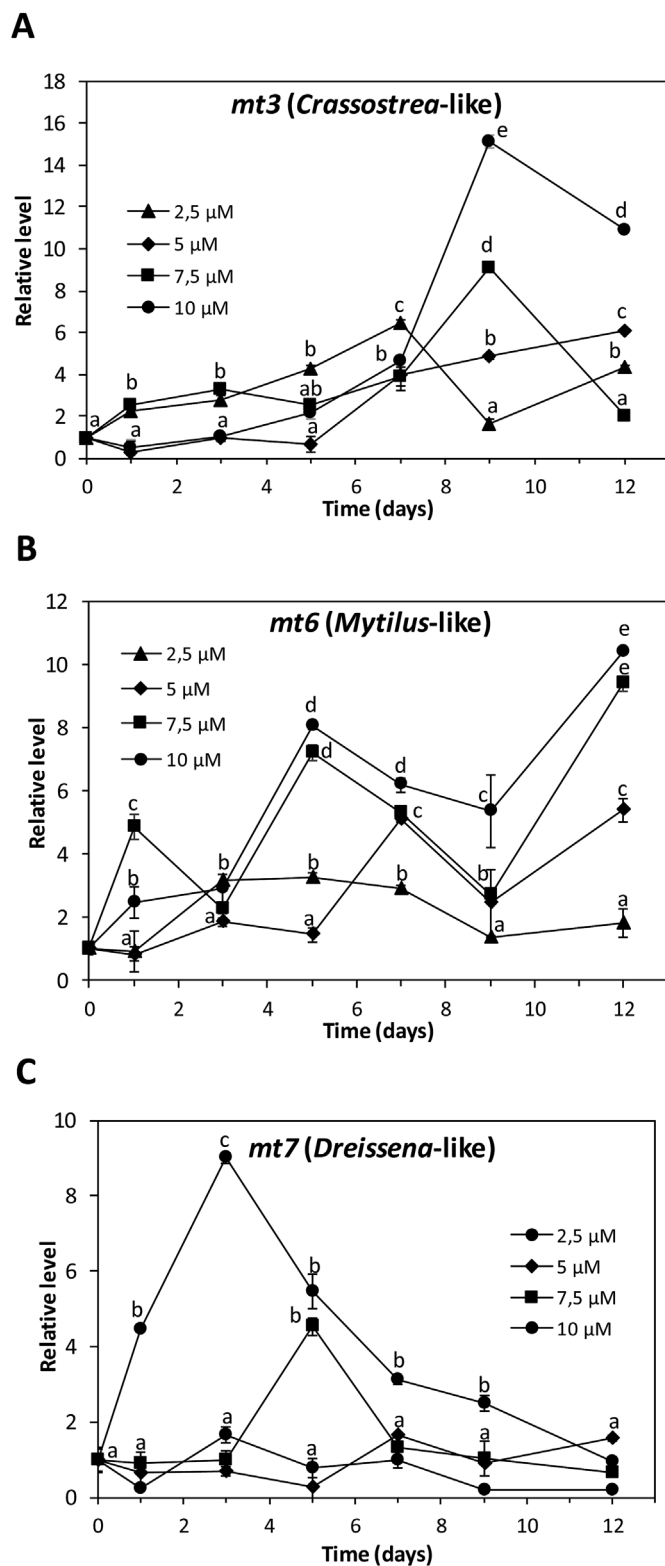 A
mt3 (Crassostrea-like)
18
16
14
12
10
8
6
4
2
0
Relative level
2,5 µM
5 µM
7,5 µM
10 µM
a
b
a
b
a
b
ab
a
c
b
e
d
b
a
d
c
b
a
0 2 4 6 8 10 12
Time (days)
B
mt6 (Mytilus-like)
12
10
8
6
4
2
0
Relative level
2,5 µM
5 µM
7,5 µM
10 µM
c
b
a
b
a
d
d
b
a
d
c
b
c
b
a
e
e
c
a
0 2 4 6 8 10 12
Time (days)
C
mt7 (Dreissena-like)
10
8
6
4
2
0
Relative level
2,5 µM
5 µM
7,5 µM
10 µM
a
b
a
c
a
b
b
a
b
a
b
a
a
0 2 4 6 8 10 12
Time (days)